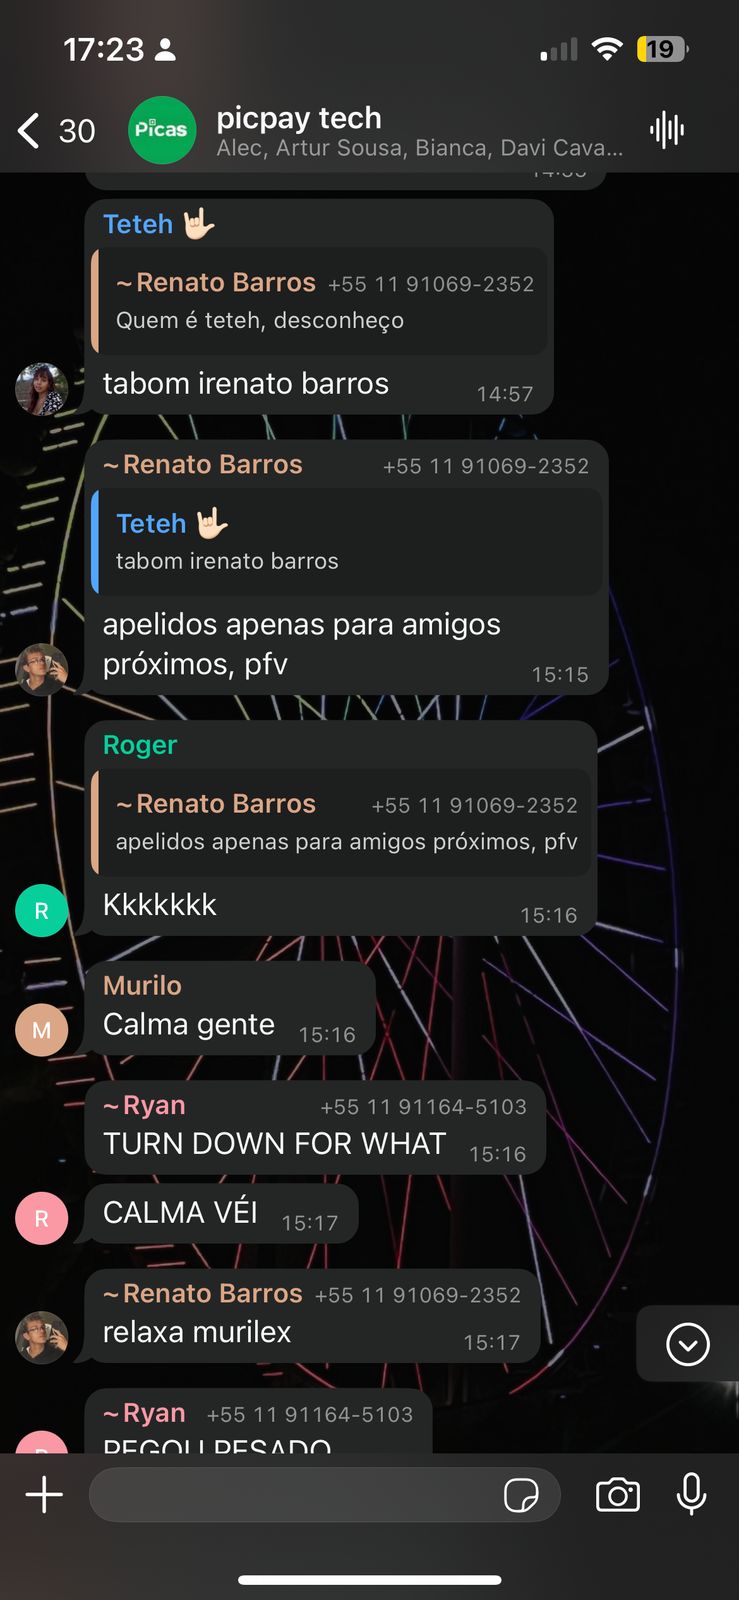 17:23
19
30
Picas
picpay tech
Alec, Artur Sousa, Bianca, Davi Cava...
Teteh 🤟🏻
~Renato Barros +55 11 91069-2352
Quem é teteh, desconheço
tabom irenato barros 14:57
~Renato Barros +55 11 91069-2352
Teteh 🤟🏻
tabom irenato barros
apelidos apenas para amigos
próximos, pfv 15:15
Roger
~Renato Barros +55 11 91069-2352
apelidos apenas para amigos próximos, pfv
R
Kkkkkkk 15:16
Murilo
M
Calma gente 15:16
~Ryan +55 11 91164-5103
TURN DOWN FOR WHAT 15:16
R
CALMA VÉI 15:17
~Renato Barros +55 11 91069-2352
relaxa murilex 15:17
~Ryan +55 11 91164-5103
PEGOU PESADO